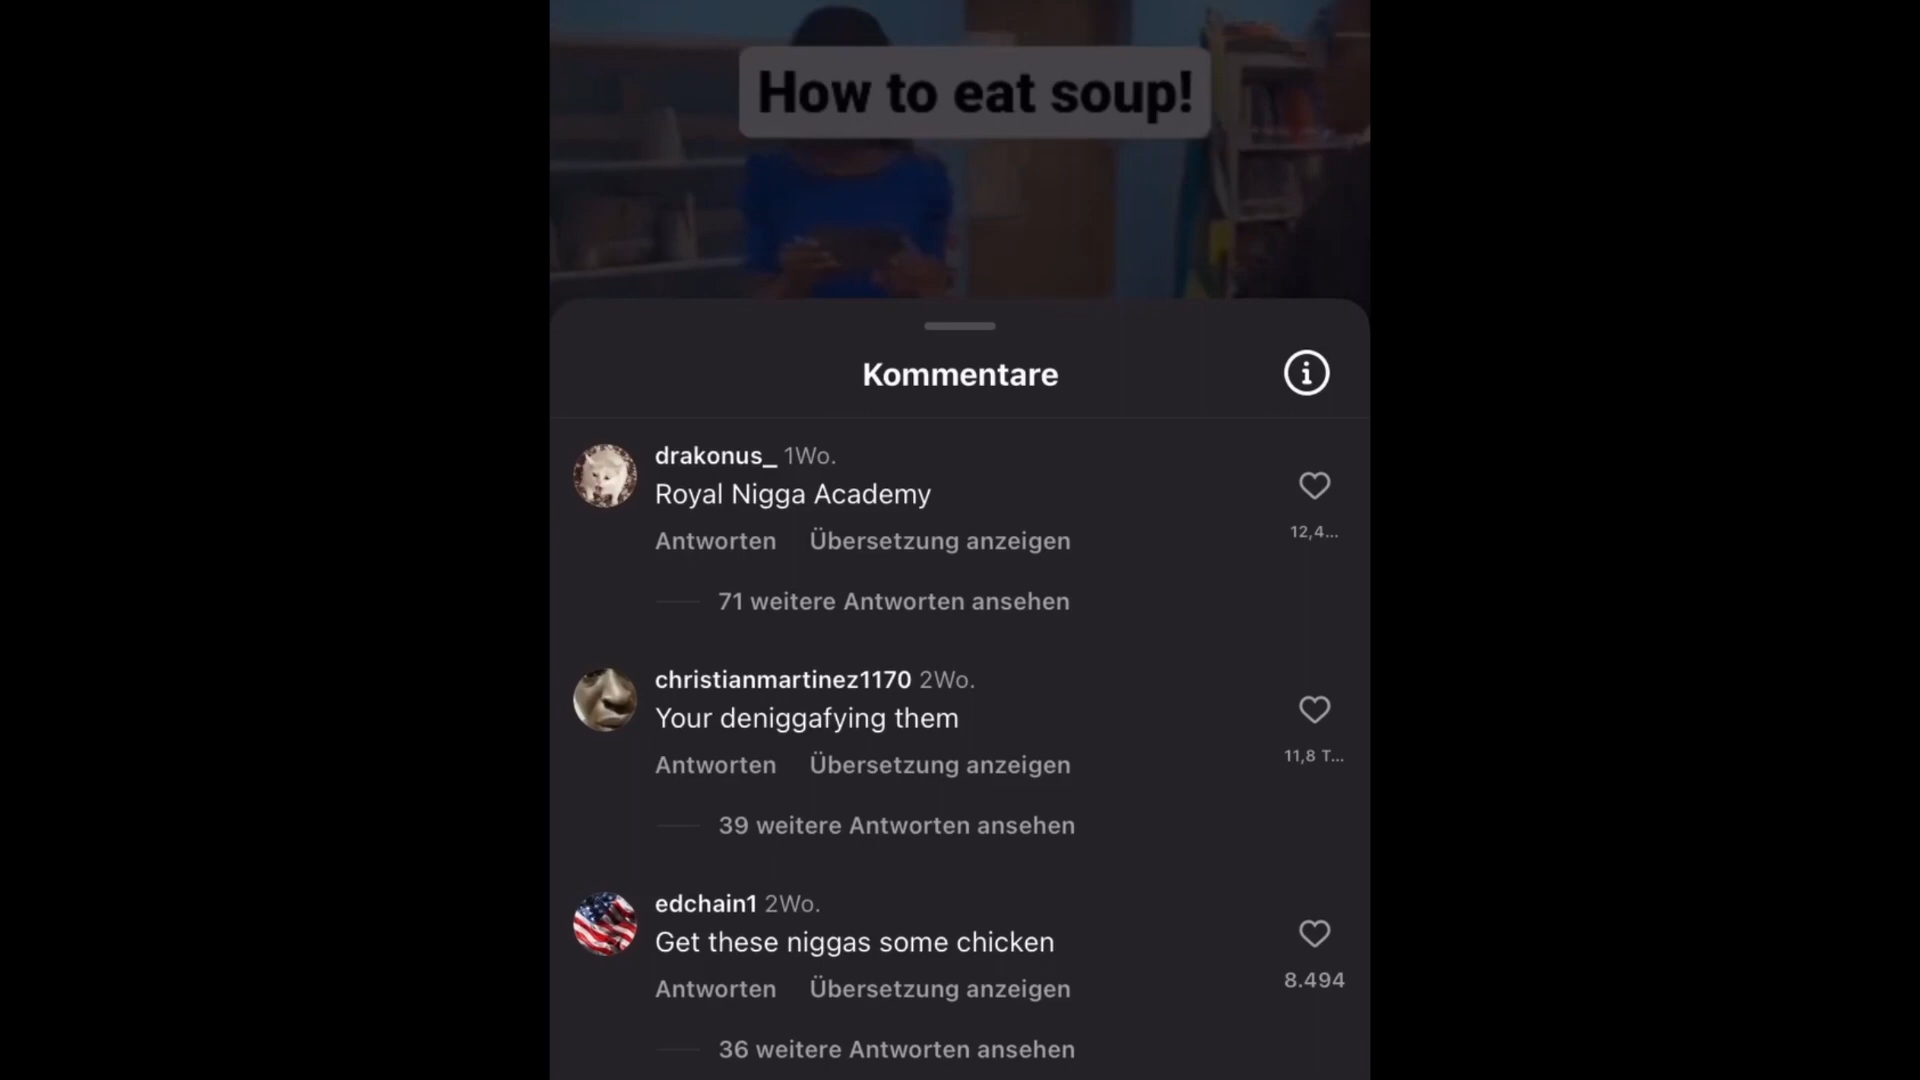 How to eat soup!
Kommentare
drakonus_ 1Wo.
Royal Nigga Academy
12,4...
Antworten Übersetzung anzeigen
71 weitere Antworten ansehen
christianmartinez1170 2Wo.
Your deniggafying them
11,8 T...
Antworten Übersetzung anzeigen
39 weitere Antworten ansehen
edchain1 2Wo.
Get these niggas some chicken
8.494
Antworten Übersetzung anzeigen
36 weitere Antworten ansehen